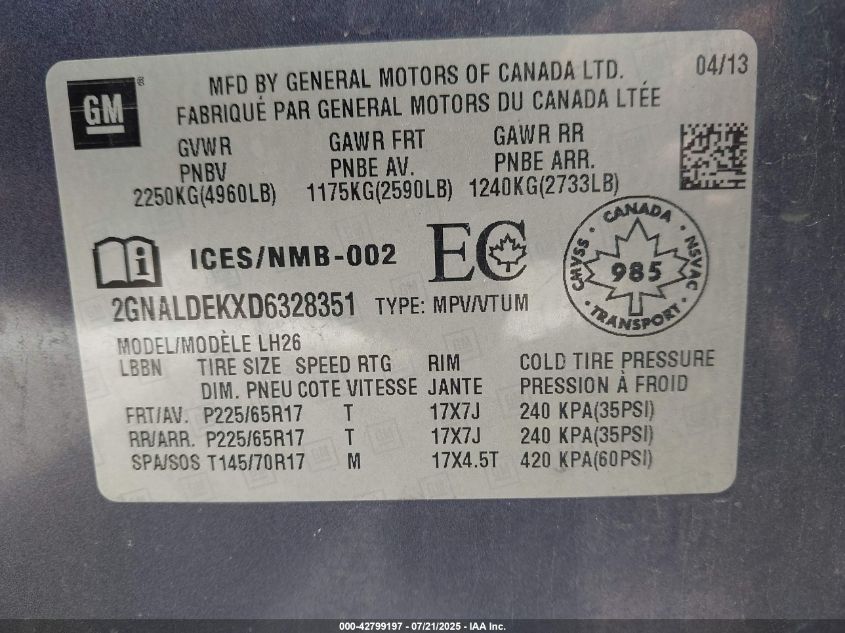 GM ®
MFD BY GENERAL MOTORS OF CANADA LTD. 04/13
FABRIQUÉ PAR GENERAL MOTORS DU CANADA LTÉE
GVWR GAWR FRT GAWR RR
PNBV PNBE AV. PNBE ARR.
2250KG(4960LB) 1175KG(2590LB) 1240KG(2733LB)
ICES/NMB-002 EC
CANADA
CMVSS 985 NSVAC
TRANSPORT
2GNALDEKXD6328351 TYPE: MPV/VTUM
MODEL/MODÈLE LH26
LBBN TIRE SIZE SPEED RTG RIM COLD TIRE PRESSURE
DIM. PNEU COTE VITESSE JANTE PRESSION À FROID
FRT/AV. P225/65R17 T 17X7J 240 KPA(35PSI)
RR/ARR. P225/65R17 T 17X7J 240 KPA(35PSI)
SPA/SOS T145/70R17 M 17X4.5T 420 KPA(60PSI)
000-42799197 - 07/21/2025 - IAA Inc.